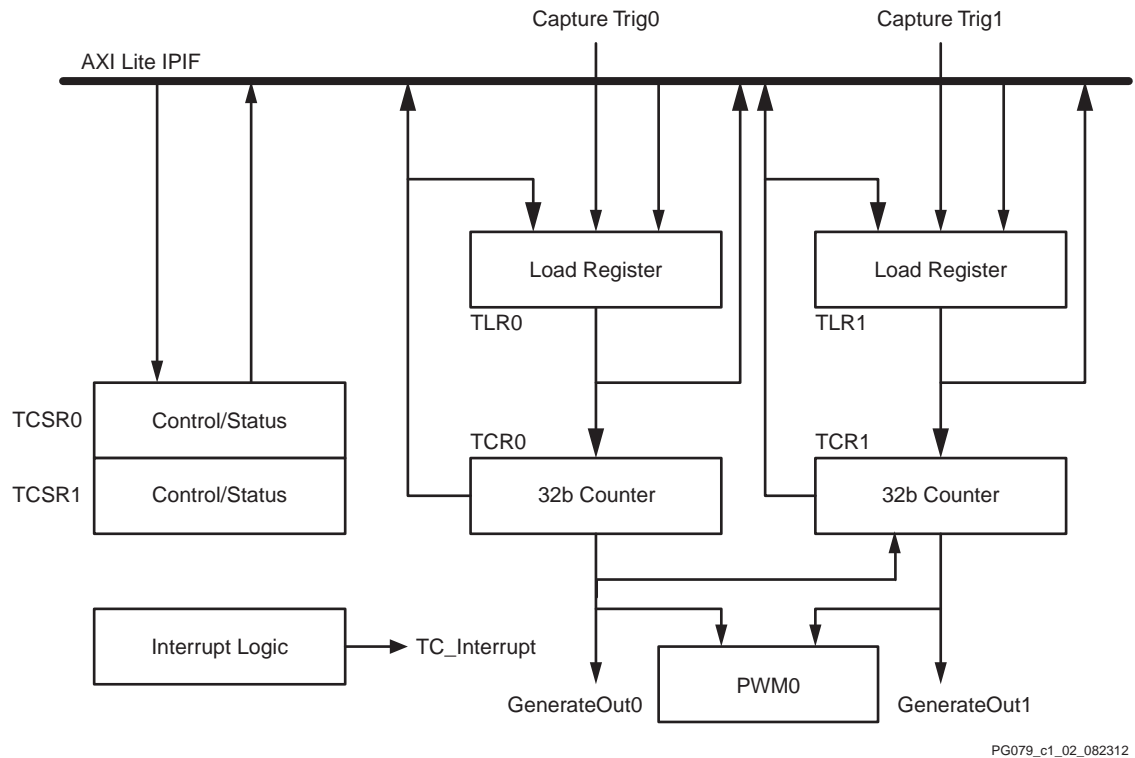 Capture Trig0
Capture Trig1
AXI Lite IPIF
Load Register
Load Register
TLR0
TLR1
TCSR0
Control/Status
TCR0
TCR1
TCSR1
Control/Status
32b Counter
32b Counter
Interrupt Logic
TC_Interrupt
PWM0
GenerateOut0
GenerateOut1
PG079_c1_02_082312